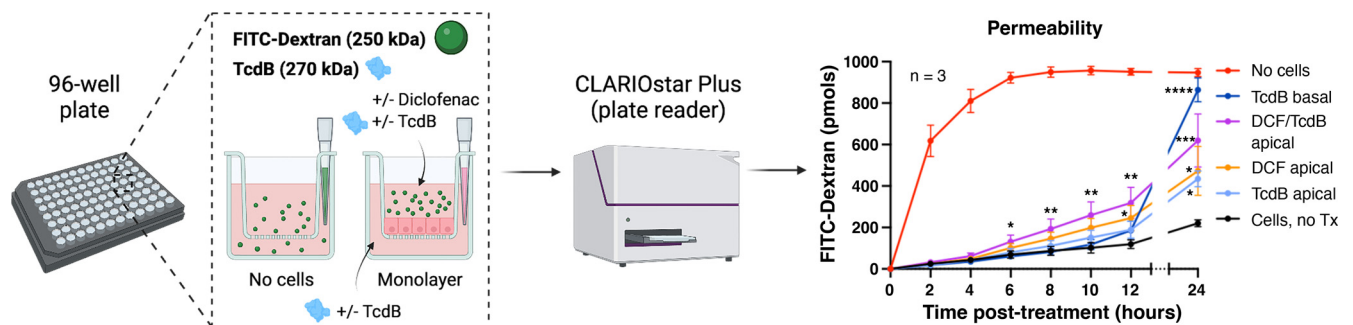 96-well
plate
FITC-Dextran (250 kDa)
TcdB (270 kDa)
+/- Diclofenac
+/- TcdB
No cells
Monolayer
+/- TcdB
CLARIOstar Plus
(plate reader)
Permeability
n = 3
FITC-Dextran (pmols)
1000
800
600
400
200
0
0 2 4 6 8 10 12 24
Time post-treatment (hours)
*
**
**
**
*
****
***
*
*
No cells
TcdB basal
DCF/TcdB
apical
DCF apical
TcdB apical
Cells, no Tx